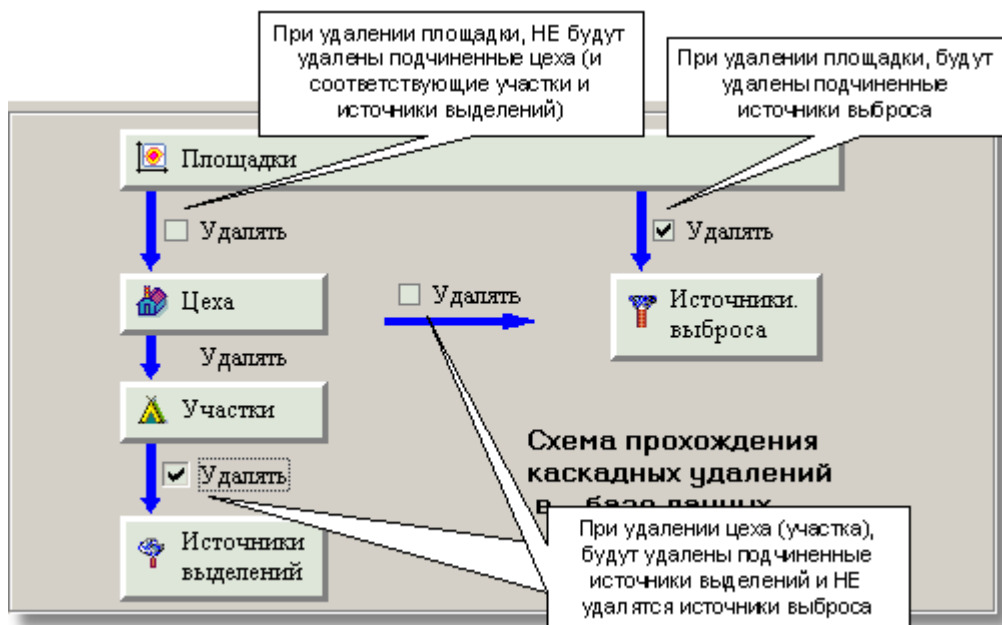 При удалении площадки, НЕ будут
удалены подчиненные цеха (и
соответствующие участки и
источники выделений)
При удалении площадки, будут
удалены подчиненные
источники выброса
Площадки
Удалять
Удалять
Цеха
Удалять
Источники.
выброса
Удалять
Участки
Схема прохождения
каскадных удалений
в базе данных
Удалять
Источники
выделений
При удалении цеха (участка),
будут удалены подчиненные
источники выделений и НЕ
удалятся источники выброса